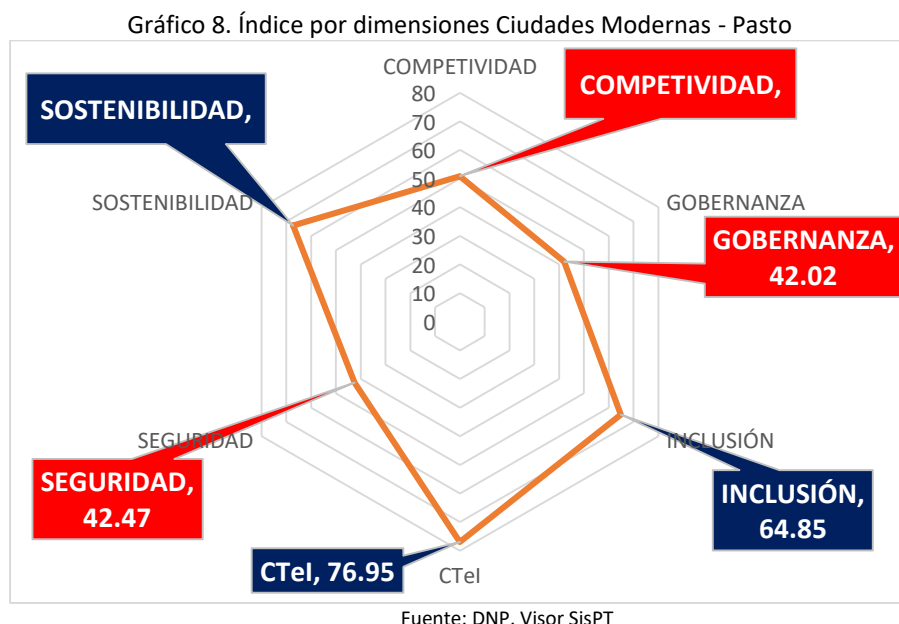 Gráfico 8. Índice por dimensiones Ciudades Modernas - Pasto
COMPETIVIDAD
COMPETIVIDAD,
SOSTENIBILIDAD,
80
70
60
50
40
30
20
10
0
SOSTENIBILIDAD
GOBERNANZA
GOBERNANZA,
42.02
SEGURIDAD
INCLUSIÓN
SEGURIDAD,
42.47
INCLUSIÓN,
64.85
CTeI, 76.95
CTeI
Fuente: DNP. Visor SisPT